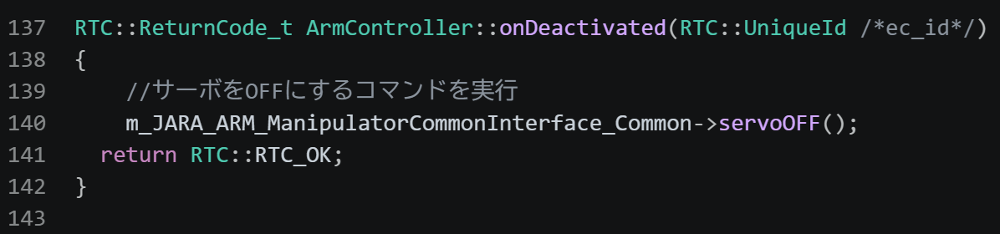 137 RTC::ReturnCode_t ArmController::onDeactivated(RTC::UniqueId /*ec_id*/)
138 {
139     //サーボをOFFにするコマンドを実行
140     m_JARA_ARM_ManipulatorCommonInterface_Common->servoOFF();
141   return RTC::RTC_OK;
142 }
143